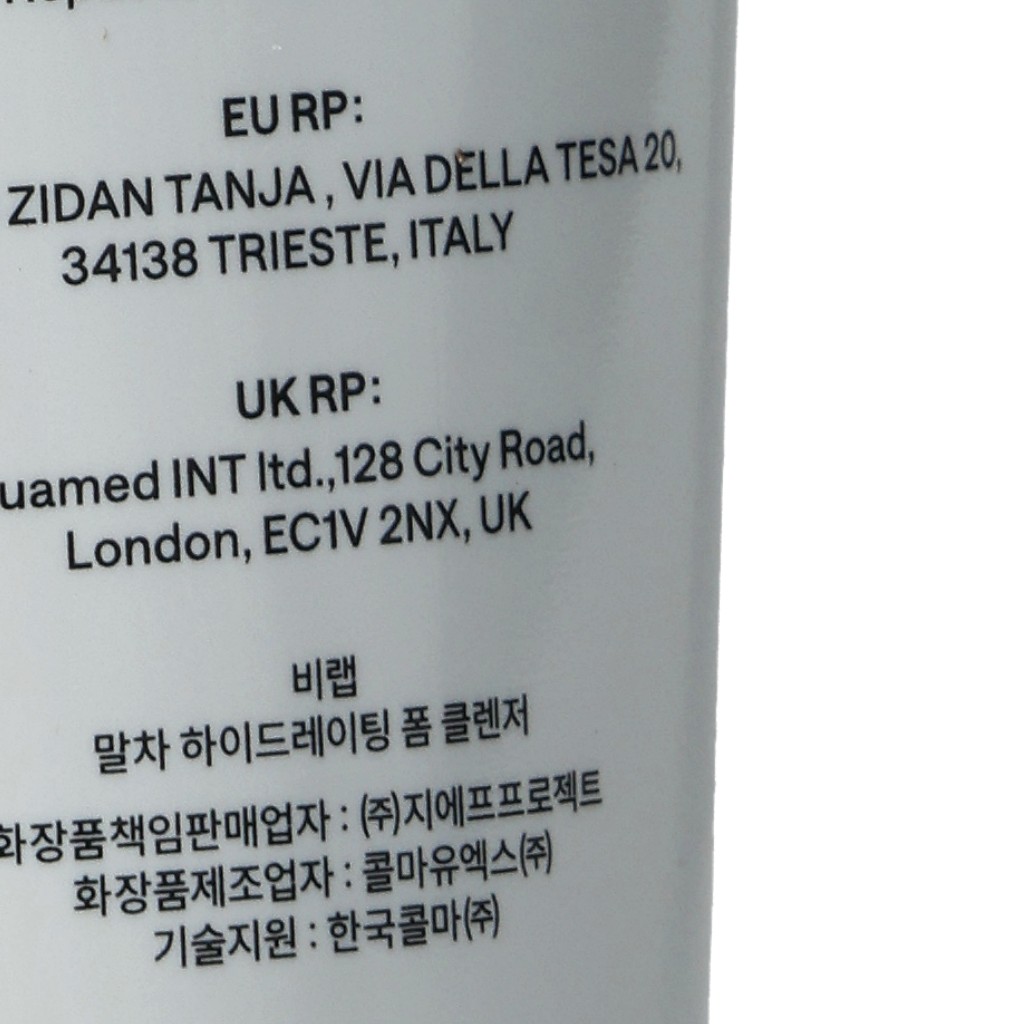 EU RP:
ZIDAN TANJA , VIA DELLA TESA 20,
34138 TRIESTE, ITALY
UK RP:
uamed INT ltd.,128 City Road,
London, EC1V 2NX, UK
비랩
말차 하이드레이팅 폼 클렌저
화장품책임판매업자 : (주)지에프프로젝트
화장품제조업자 : 콜마유엑스(주)
기술지원 : 한국콜마(주)